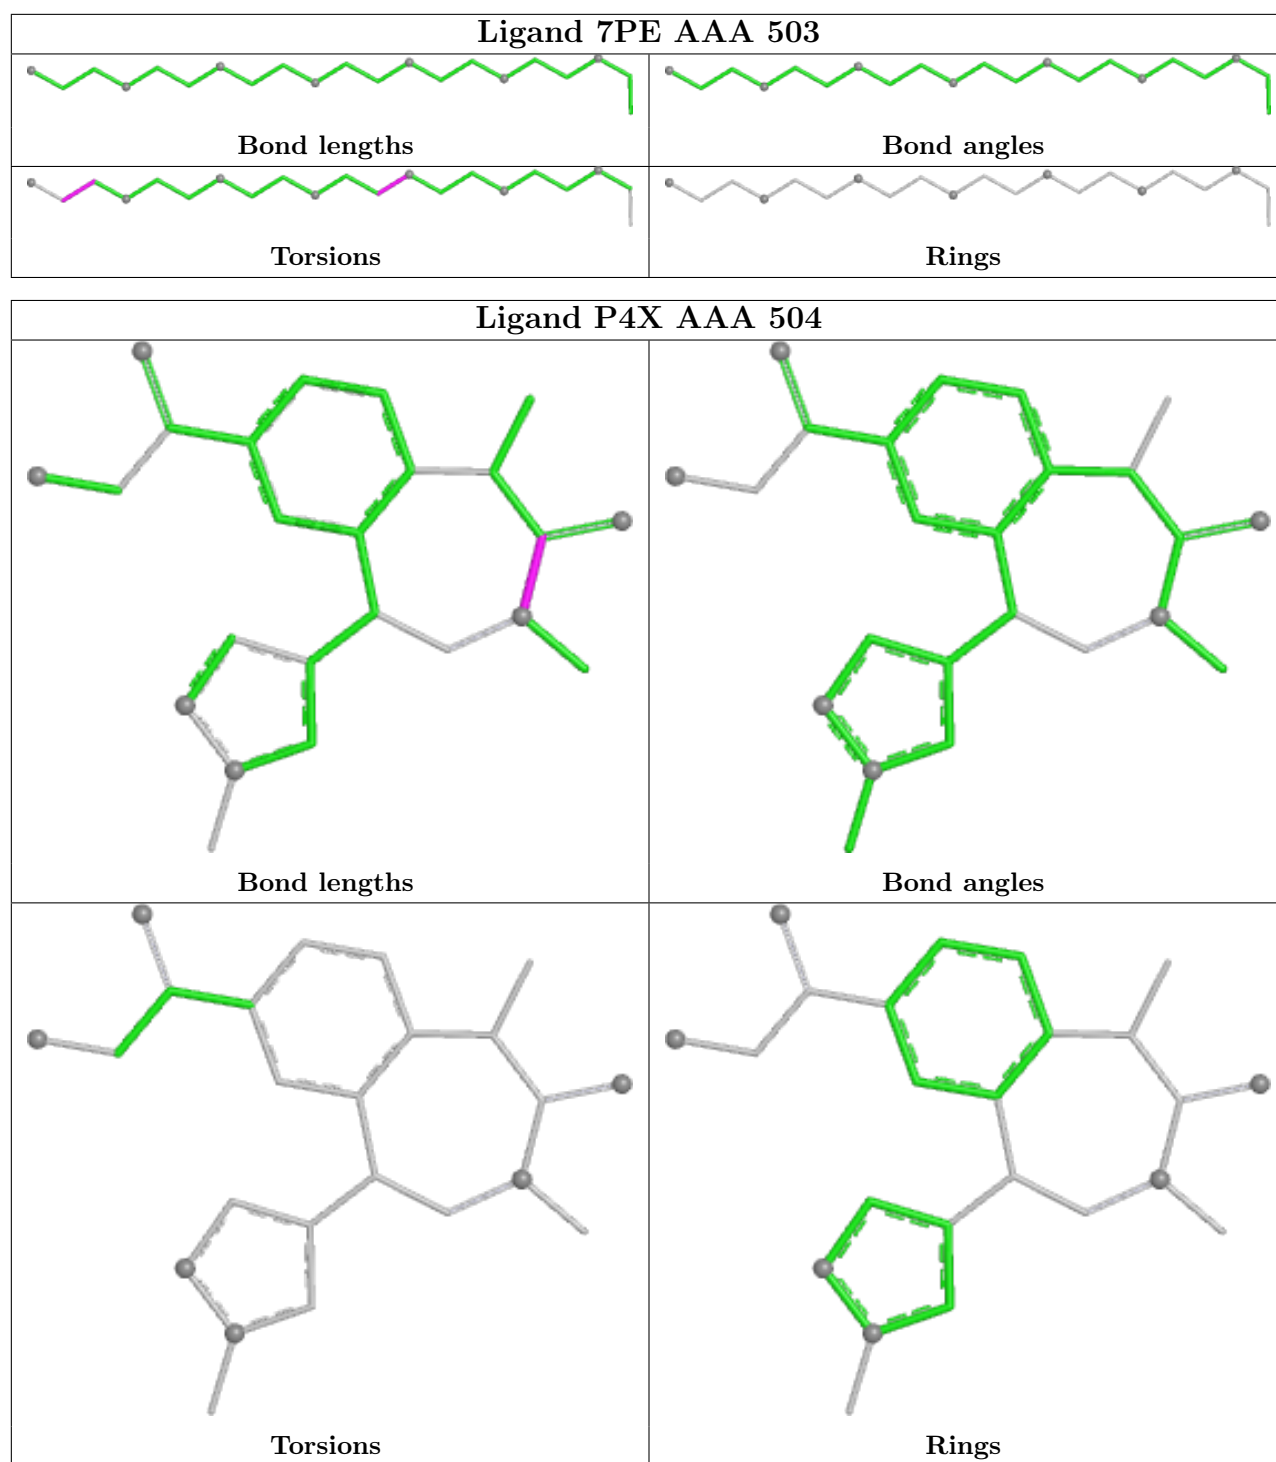 Ligand 7PE AAA 503
Bond lengths
Bond angles
Torsions
Rings
Ligand P4X AAA 504
Bond lengths
Bond angles
Torsions
Rings